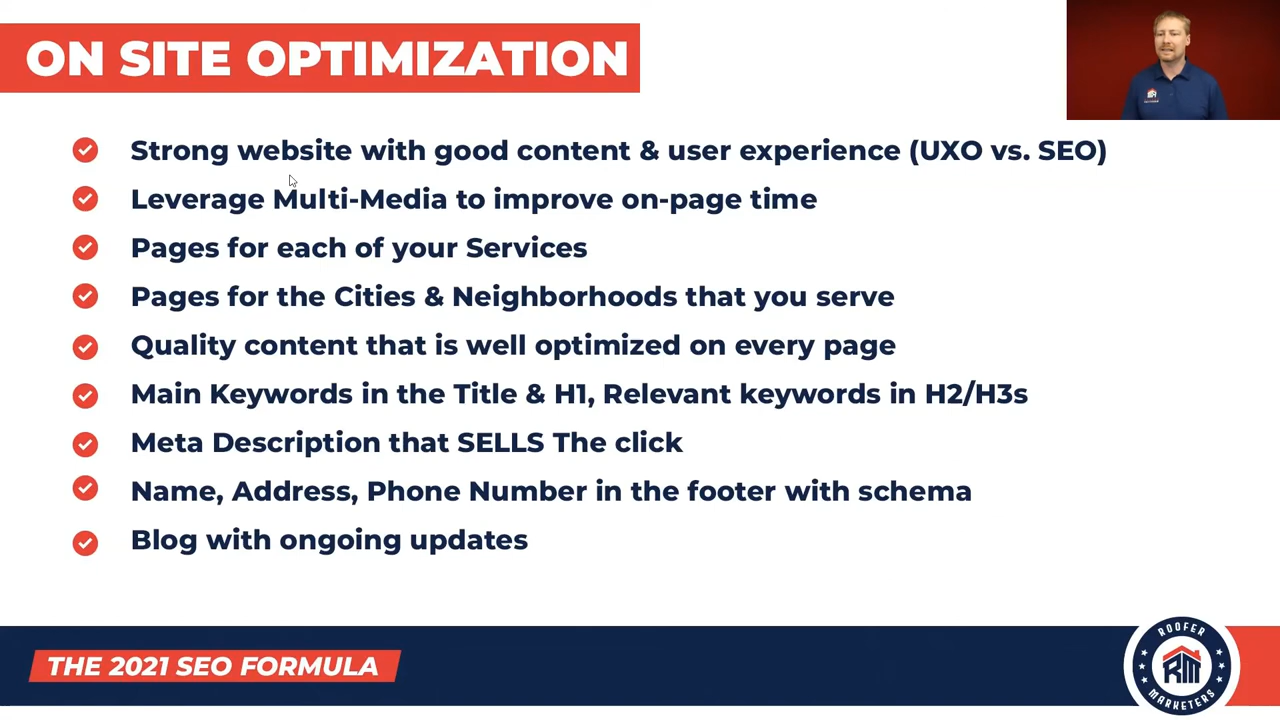 ON SITE OPTIMIZATION
Strong website with good content & user experience (UXO vs. SEO)
Leverage Multi-Media to improve on-page time
Pages for each of your Services
Pages for the Cities & Neighborhoods that you serve
Quality content that is well optimized on every page
Main Keywords in the Title & H1, Relevant keywords in H2/H3s
Meta Description that SELLS The click
Name, Address, Phone Number in the footer with schema
Blog with ongoing updates
THE 2021 SEO FORMULA
ROOFER
RM
MARKETERS